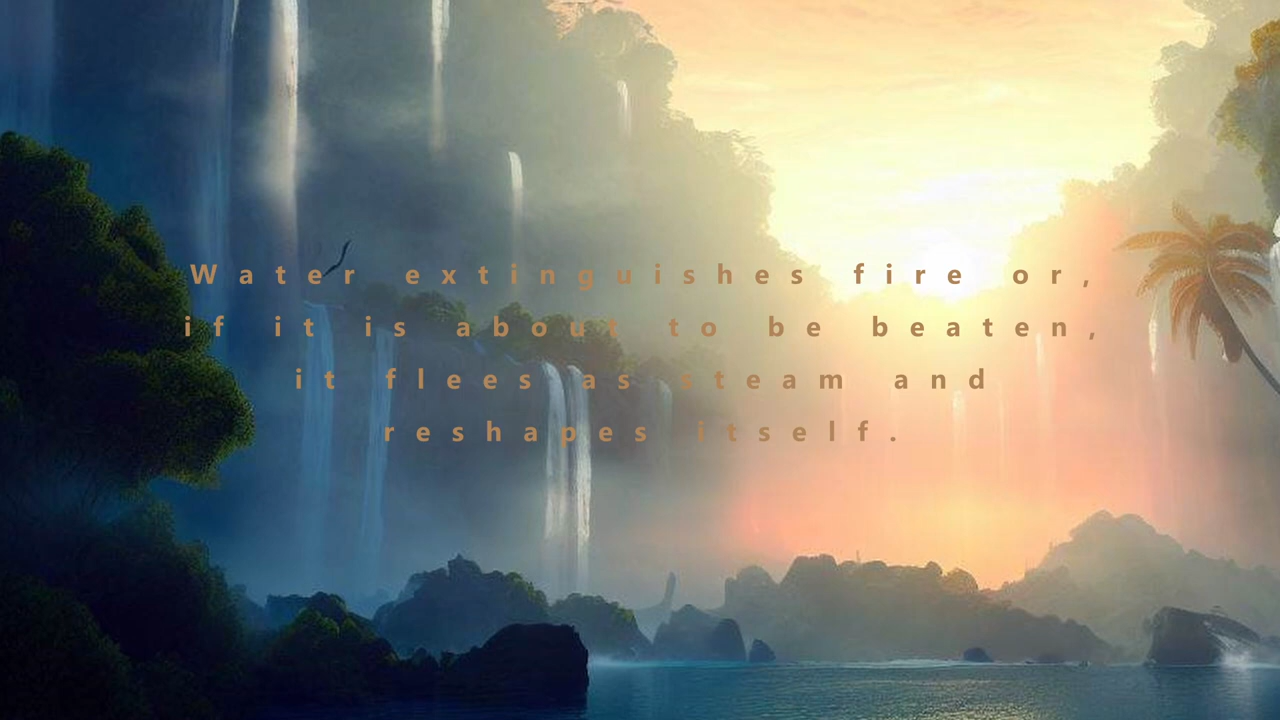 Water extinguishes fire or,
if it is about to be beaten,
it flees as steam and
reshapes itself.